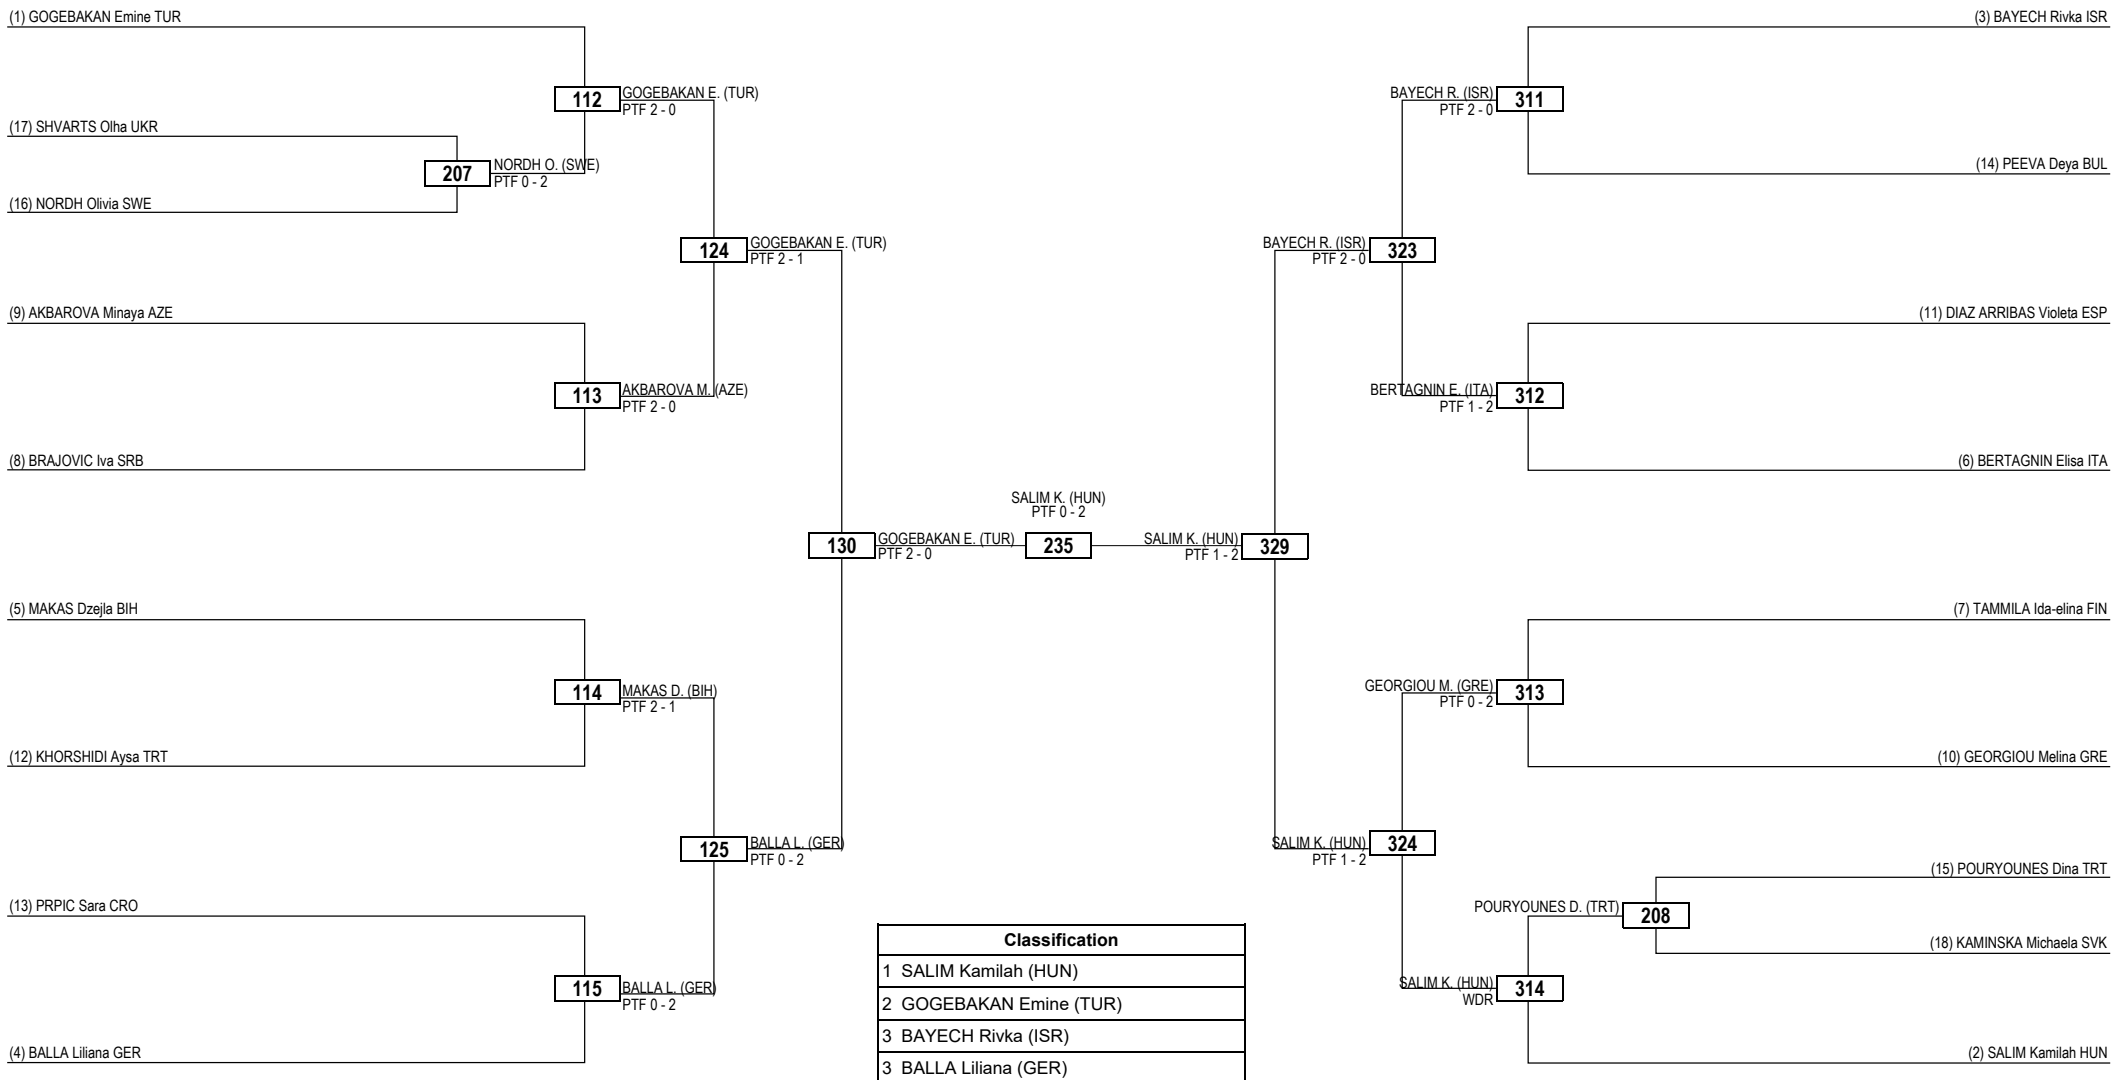 (1) GOGEBAKAN Emine TUR
(3) BAYECH Rivka ISR
112
GOGEBAKAN E. (TUR)
PTF 2 - 0
BAYECH R. (ISR)
PTF 2 - 0
311
(17) SHVARTS Olha UKR
207
NORDH O. (SWE)
PTF 0 - 2
(14) PEEVA Deya BUL
(16) NORDH Olivia SWE
124
GOGEBAKAN E. (TUR)
PTF 2 - 1
BAYECH R. (ISR)
PTF 2 - 0
323
(9) AKBAROVA Minaya AZE
(11) DIAZ ARRIBAS Violeta ESP
113
AKBAROVA M. (AZE)
PTF 2 - 0
BERTAGNIN E. (ITA)
PTF 1 - 2
312
(8) BRAJOVIC Iva SRB
(6) BERTAGNIN Elisa ITA
SALIM K. (HUN)
PTF 0 - 2
130
GOGEBAKAN E. (TUR)
PTF 2 - 0
235
SALIM K. (HUN)
PTF 1 - 2
329
(5) MAKAS Dzejla BIH
(7) TAMMILA Ida-elina FIN
114
MAKAS D. (BIH)
PTF 2 - 1
GEORGIOU M. (GRE)
PTF 0 - 2
313
(12) KHORSHIDI Aysa TRT
(10) GEORGIOU Melina GRE
125
BALLA L. (GER)
PTF 0 - 2
SALIM K. (HUN)
PTF 1 - 2
324
(15) POURYOUNES Dina TRT
(13) PRPIC Sara CRO
POURYOUNES D. (TRT)
208
(18) KAMINSKA Michaela SVK
115
BALLA L. (GER)
PTF 0 - 2
SALIM K. (HUN)
WDR
314
(4) BALLA Liliana GER
(2) SALIM Kamilah HUN
Classification
1 SALIM Kamilah (HUN)
2 GOGEBAKAN Emine (TUR)
3 BAYECH Rivka (ISR)
3 BALLA Liliana (GER)